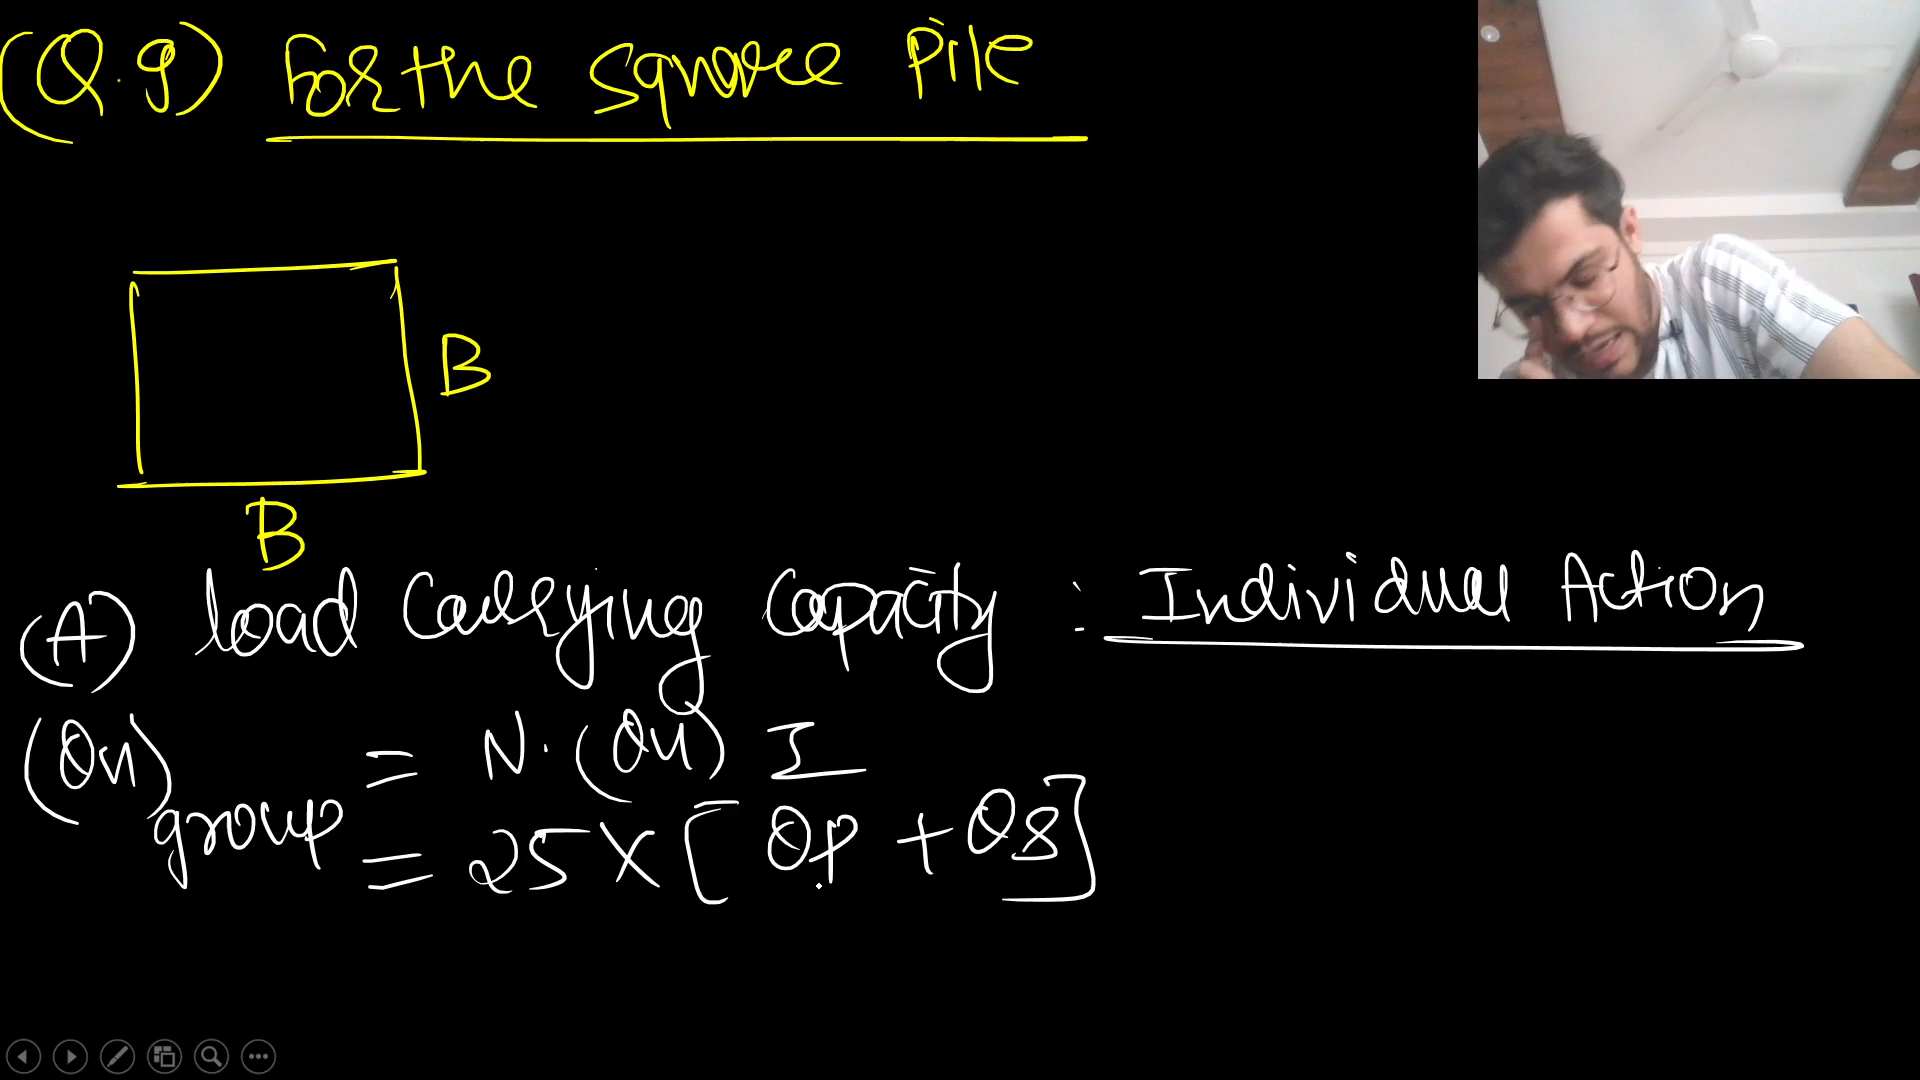 (Q.9) For the square Pile
B
B
(A) load Carrying Capacity : Individual Action
(Qu)group = N.(Qu) I
= 25 X [ Qp + Qs]